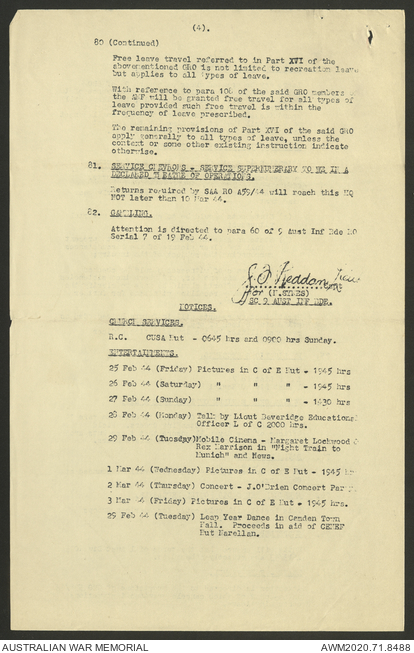 (4).
80 (Continued)
Free leave travel referred to in Part XVI of the
abovementioned GRO is not limited to recreation leave
but applies to all types of leave.
With reference to para 106 of the said GRO members
the AMF will be granted free travel for all types of
leave provided such free travel is within the
frequency of leave prescribed.
The remaining provisions of Part XVI of the said GRO
apply generally to all types of leave, unless the
context or some other existing instruction indicate
otherwise.
81. SERVICE CHEVRONS - SERVICE SUPERNUMERARY TO WE IN A
DECLARED THEATRE OF OPERATIONS.
Returns required by SAA RO A59/44 will reach this HQ
NOT later than 10 Mar 44.
82. GAMBLING.
Attention is directed to para 60 of 9 Aust Inf Bde RO
Serial 7 of 19 Feb 44.
for
SC 9 AUST INF BDE.
NOTICES.
CHURCH SERVICES.
R.C. CUSA Hut - 0645 hrs and 0900 hrs Sunday.
ENTERTAINMENTS.
25 Feb 44 (Friday) Pictures in C of E Hut - 1945 hrs
26 Feb 44 (Saturday) " " " - 1945 hrs
27 Feb 44 (Sunday) " " " - 1830 hrs
28 Feb 44 (Monday) Talk by Lieut Beveridge Educational
Officer L of C 2000 hrs.
29 Feb 44 (Tuesday) Mobile Cinema - Margaret Lockwood
Rex Harrison in "Night Train to
Munich" and News.
1 Mar 44 (Wednesday) Pictures in C of E Hut - 1945 hr
2 Mar 44 (Thursday) Concert - J.O'Brien Concert Party
3 Mar 44 (Friday) Pictures in C of E Hut - 1945 hrs.
29 Feb 44 (Tuesday) Leap Year Dance in Camden Town
Hall. Proceeds in aid of CEMEF
Hut Narellan.
AUSTRALIAN WAR MEMORIAL
AWM2020.71.8488